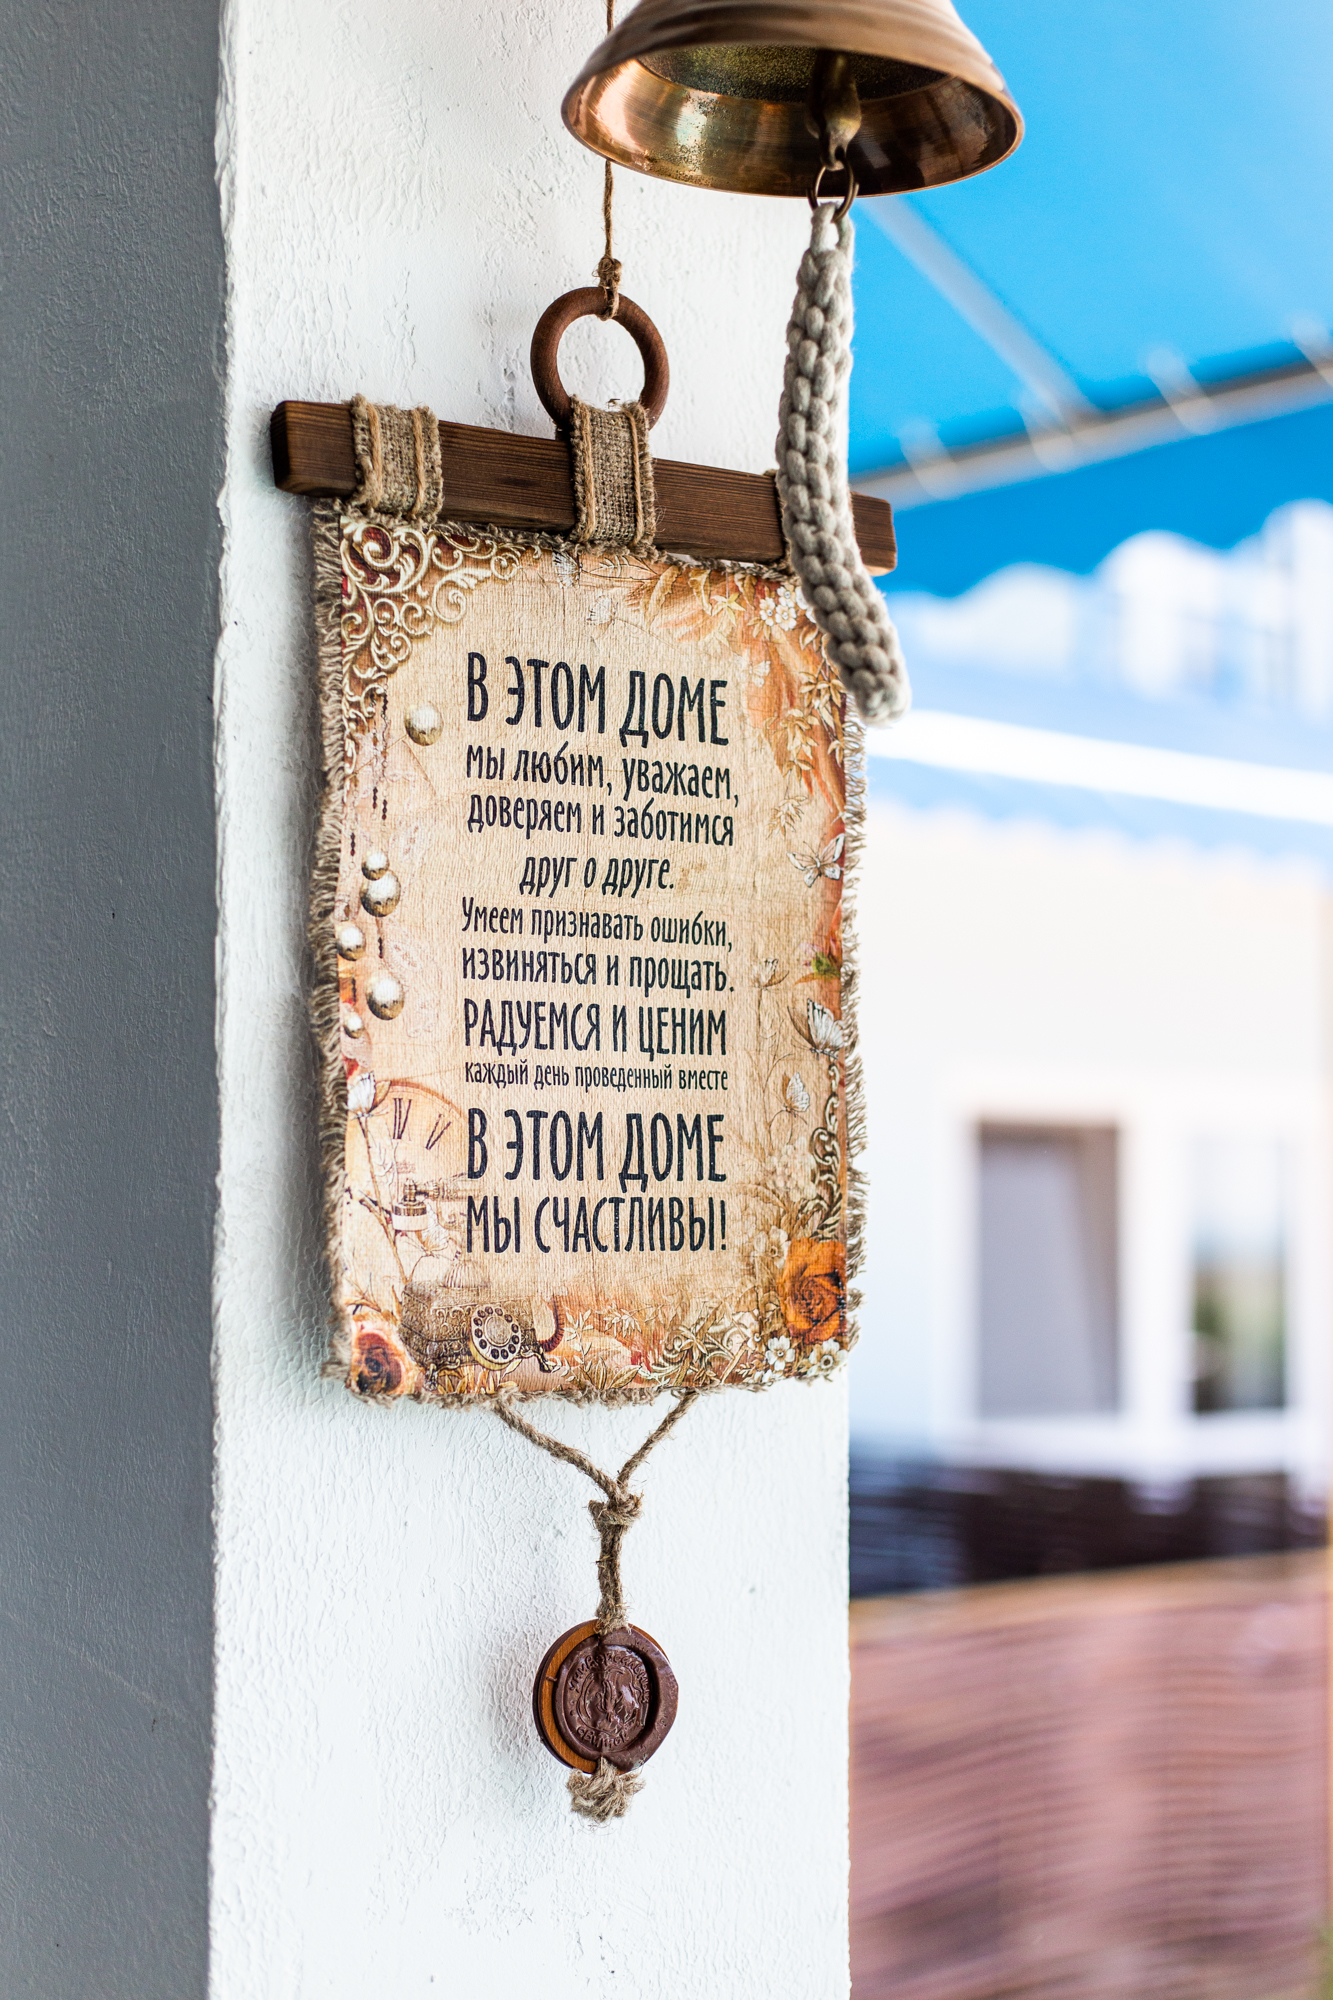 В ЭТОМ ДОМЕ
мы любим, уважаем,
доверяем и заботимся
друг о друге.
Умеем признавать ошибки,
извиняться и прощать.
РАДУЕМСЯ И ЦЕНИМ
каждый день проведенный вместе
В ЭТОМ ДОМЕ
МЫ СЧАСТЛИВЫ!